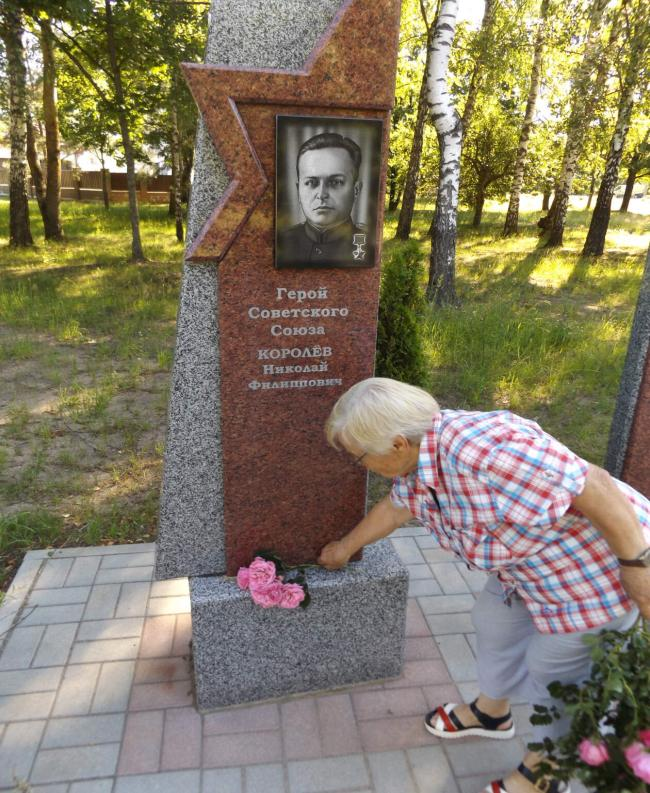 Герой
Советского
Союза
КОРОЛЁВ
Николай
Филиппович